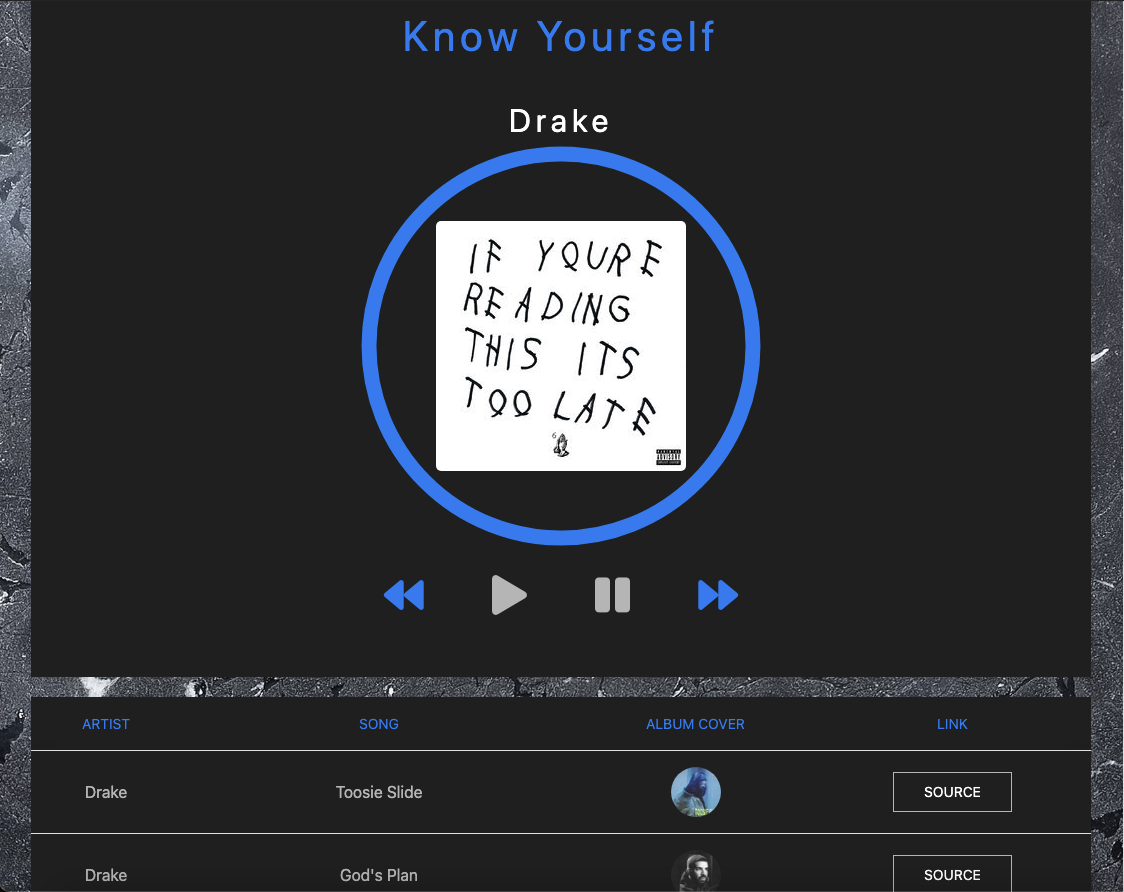 Know Yourself
Drake
IF YOURE
READING
THIS ITS
TOO LATE
6
ARTIST SONG ALBUM COVER LINK
Drake Toosie Slide SOURCE
Drake God's Plan SOURCE